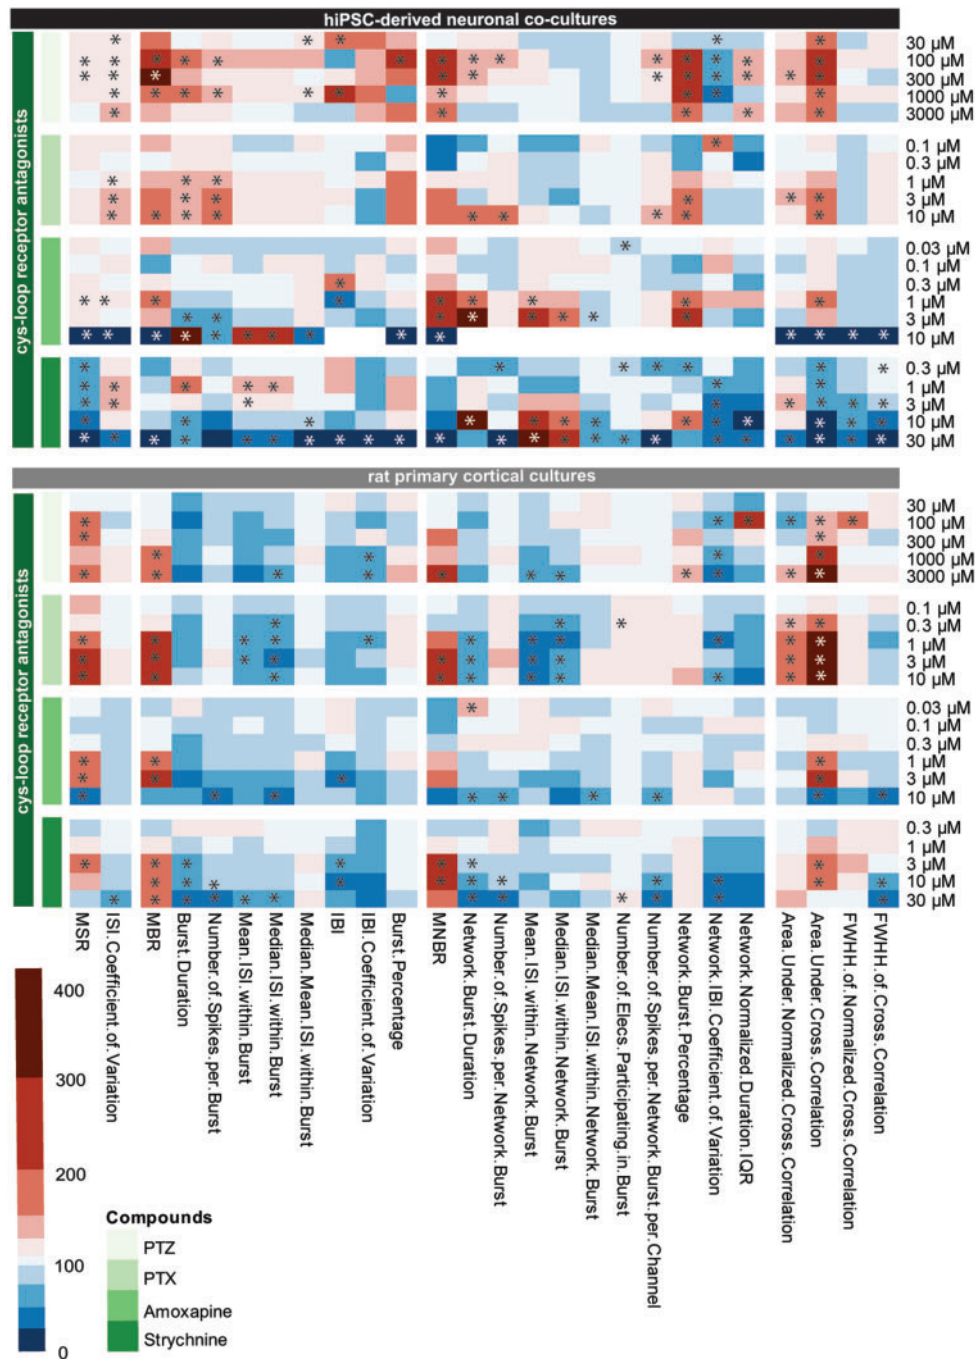 hiPSC-derived neuronal co-cultures
cys-loop receptor antagonists
30 µM
100 µM
300 µM
1000 µM
3000 µM
0.1 µM
0.3 µM
1 µM
3 µM
10 µM
0.03 µM
0.1 µM
0.3 µM
1 µM
3 µM
10 µM
0.3 µM
1 µM
3 µM
10 µM
30 µM
rat primary cortical cultures
cys-loop receptor antagonists
30 µM
100 µM
300 µM
1000 µM
3000 µM
0.1 µM
0.3 µM
1 µM
3 µM
10 µM
0.03 µM
0.1 µM
0.3 µM
1 µM
3 µM
10 µM
0.3 µM
1 µM
3 µM
10 µM
30 µM
MSR
ISI.Coefficient.of.Variation
MBR
Burst.Duration
Number.of.Spikes.per.Burst
Mean.ISI.within.Burst
Median.ISI.within.Burst
Median.Mean.ISI.within.Burst
IBI
IBI.Coefficient.of.Variation
Burst.Percentage
MNBR
Network.Burst.Duration
Number.of.Spikes.per.Network.Burst
Mean.ISI.within.Network.Burst
Median.ISI.within.Network.Burst
Median.Mean.ISI.within.Network.Burst
Number.of.Elecs.Participating.in.Burst
Number.of.Spikes.per.Network.Burst.per.Channel
Network.Burst.Percentage
Network.IBI.Coefficient.of.Variation
Network.Normalized.Duration.IQR
Area.Under.Normalized.Cross.Correlation
Area.Under.Cross.Correlation
FWHH.of.Normalized.Cross.Correlation
FWHH.of.Cross.Correlation
400
300
200
100
0
Compounds
PTZ
PTX
Amoxapine
Strychnine